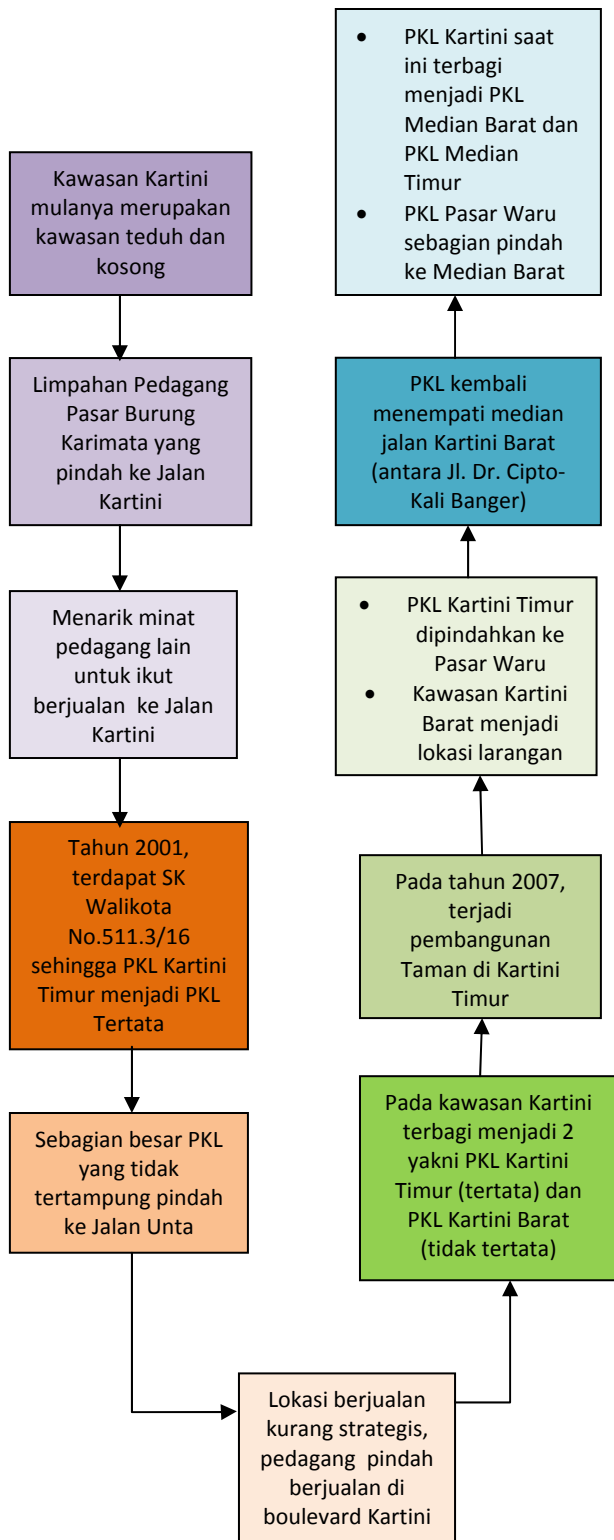 Kawasan Kartini
mulanya merupakan
kawasan teduh dan
kosong
Limpahan Pedagang
Pasar Burung
Karimata yang
pindah ke Jalan
Kartini
Menarik minat
pedagang lain
untuk ikut
berjualan ke Jalan
Kartini
Tahun 2001,
terdapat SK
Walikota
No.511.3/16
sehingga PKL Kartini
Timur menjadi PKL
Tertata
Sebagian besar PKL
yang tidak
tertampung pindah
ke Jalan Unta
Lokasi berjualan
kurang strategis,
pedagang pindah
berjualan di
boulevard Kartini
Pada kawasan Kartini
terbagi menjadi 2
yakni PKL Kartini
Timur (tertata) dan
PKL Kartini Barat
(tidak tertata)
Pada tahun 2007,
terjadi
pembangunan
Taman di Kartini
Timur
• PKL Kartini Timur
dipindahkan ke
Pasar Waru
• Kawasan Kartini
Barat menjadi
lokasi larangan
PKL kembali
menempati median
jalan Kartini Barat
(antara Jl. Dr. Cipto-
Kali Banger)
• PKL Kartini saat
ini terbagi
menjadi PKL
Median Barat dan
PKL Median
Timur
• PKL Pasar Waru
sebagian pindah
ke Median Barat